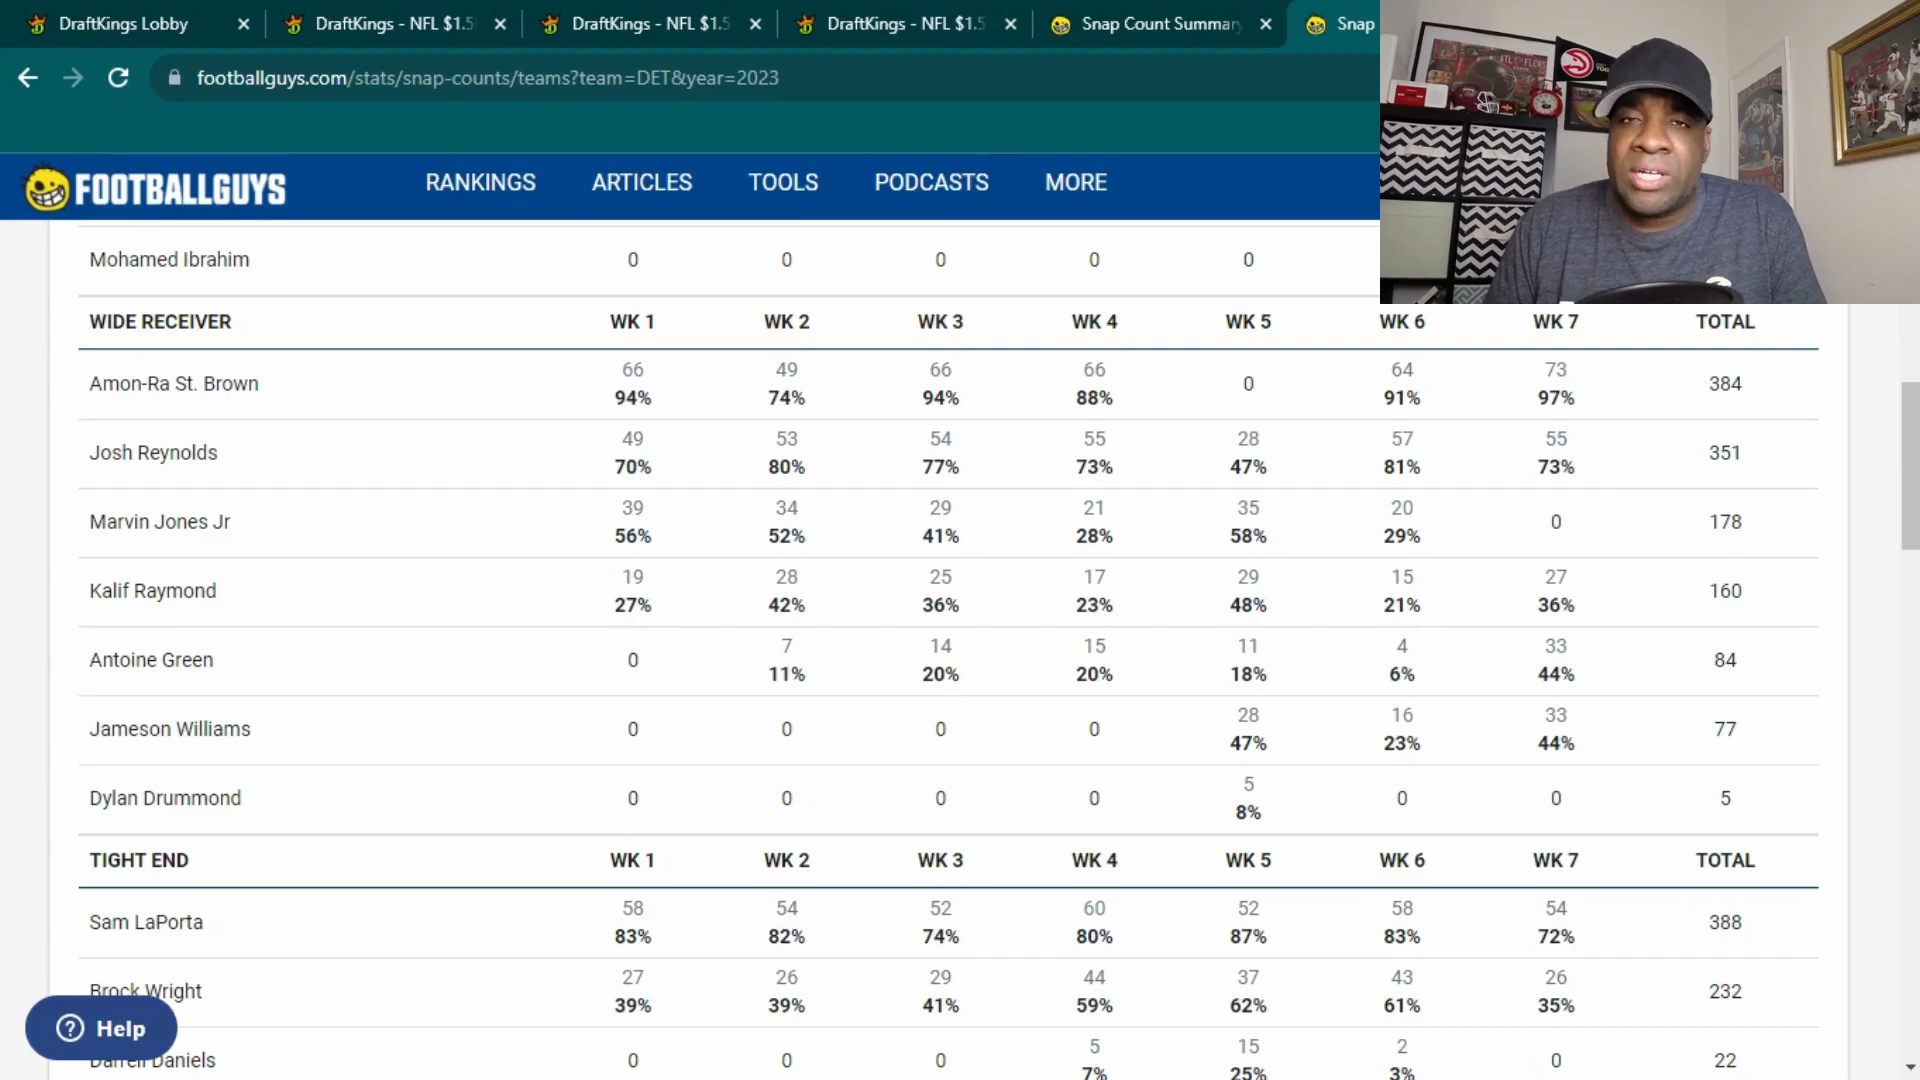 DraftKings Lobby
DraftKings - NFL $1.5
DraftKings - NFL $1.5
DraftKings - NFL $1.5
Snap Count Summary
Snap
footballguys.com/stats/snap-counts/teams?team=DET&year=2023
FOOTBALLGUYS RANKINGS ARTICLES TOOLS PODCASTS MORE
Mohamed Ibrahim 0 0 0 0 0
WIDE RECEIVER WK 1 WK 2 WK 3 WK 4 WK 5 WK 6 WK 7 TOTAL
66 49 66 66 64 73
Amon-Ra St. Brown 0 384
94% 74% 94% 88% 91% 97%
49 53 54 55 28 57 55
Josh Reynolds 351
70% 80% 77% 73% 47% 81% 73%
39 34 29 21 35 20
Marvin Jones Jr 0 178
56% 52% 41% 28% 58% 29%
19 28 25 17 29 15 27
Kalif Raymond 160
27% 42% 36% 23% 48% 21% 36%
7 14 15 11 4 33
Antoine Green 0 84
11% 20% 20% 18% 6% 44%
28 16 33
Jameson Williams 0 0 0 0 77
47% 23% 44%
5
Dylan Drummond 0 0 0 0 0 0 5
8%
TIGHT END WK 1 WK 2 WK 3 WK 4 WK 5 WK 6 WK 7 TOTAL
58 54 52 60 52 58 54
Sam LaPorta 388
83% 82% 74% 80% 87% 83% 72%
27 26 29 44 37 43 26
Brock Wright 232
39% 39% 41% 59% 62% 61% 35%
5 15 2
Darrell Daniels 0 0 0 0 22
7% 25% 3%
Help